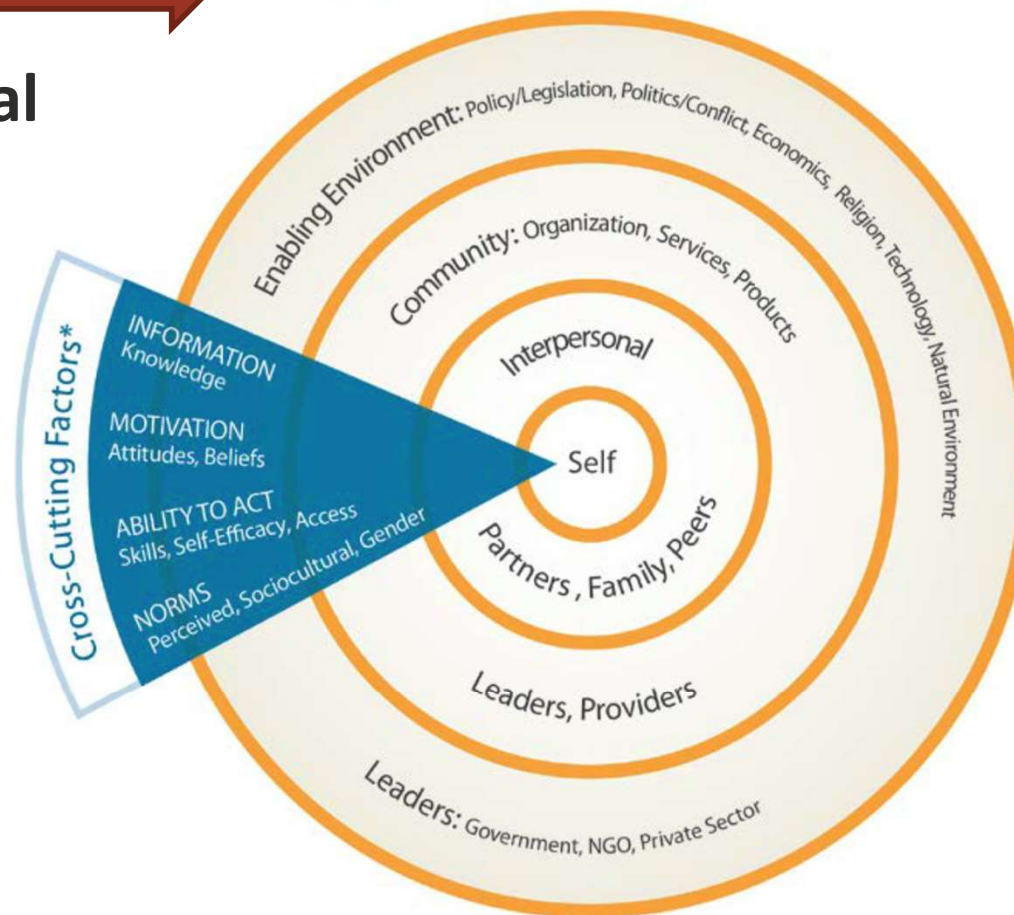 al
Enabling Environment: Policy/Legislation, Politics/Conflict, Economics, Religion, Technology, Natural Environment
Community: Organization, Services, Products
Interpersonal
Self
Partners , Family, Peers
Leaders, Providers
Leaders: Government, NGO, Private Sector
Cross-Cutting Factors*
INFORMATION
Knowledge
MOTIVATION
Attitudes, Beliefs
ABILITY TO ACT
Skills, Self-Efficacy, Access
NORMS
Perceived, Sociocultural, Gender